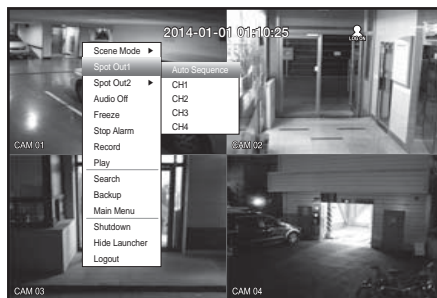 2014-01-01 01:10:25
LOG ON
Scene Mode
Spot Out1
Auto Sequence
Spot Out2
CH1
Audio Off
CH2
Freeze
CH3
Stop Alarm
CH4
CAM 01
Record
CAM 02
Play
Search
Backup
Main Menu
Shutdown
Hide Launcher
Logout
CAM 03
CAM 04